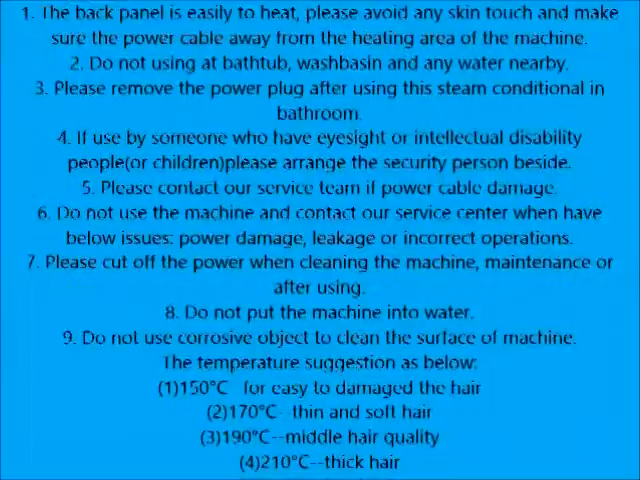 1. The back panel is easily to heat, please avoid any skin touch and make
sure the power cable away from the heating area of the machine.
2. Do not using at bathtub, washbasin and any water nearby.
3. Please remove the power plug after using this steam conditional in
bathroom.
4. If use by someone who have eyesight or intellectual disability
people(or children)please arrange the security person beside.
5. Please contact our service team if power cable damage.
6. Do not use the machine and contact our service center when have
below issues: power damage, leakage or incorrect operations.
7. Please cut off the power when cleaning the machine, maintenance or
after using.
8. Do not put the machine into water.
9. Do not use corrosive object to clean the surface of machine.
The temperature suggestion as below:
(1)150°C  for easy to damaged the hair
(2)170°C--thin and soft hair
(3)190°C--middle hair quality
(4)210°C--thick hair